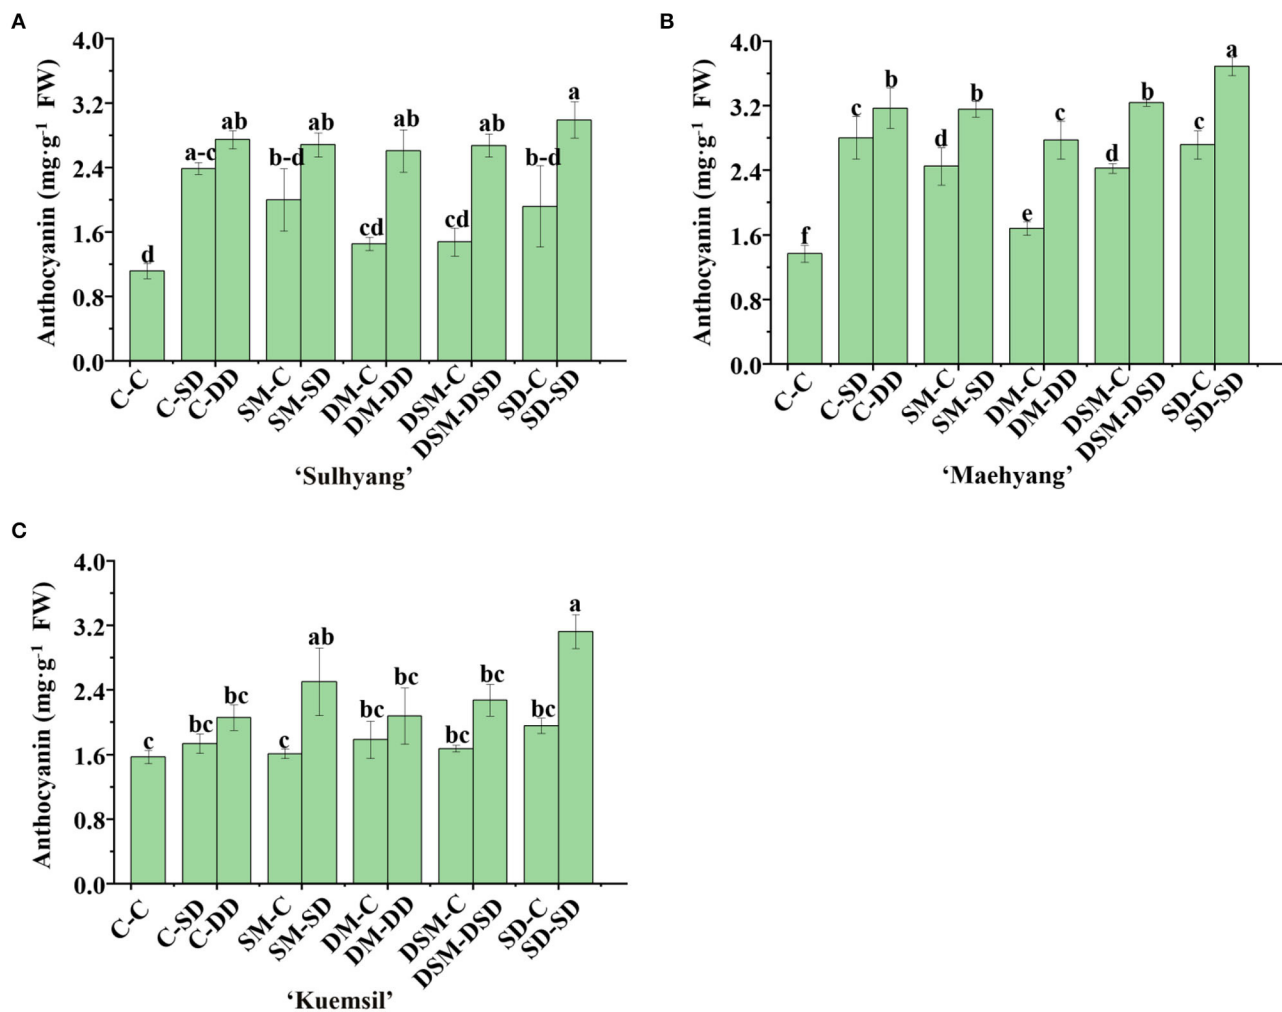 A
Anthocyanin (mg·g⁻¹ FW)
4.0
3.2
2.4
1.6
0.8
0.0
d
a-c
ab
b-d
ab
cd
ab
cd
ab
b-d
a
C-C
C-SD
C-DD
SM-C
SM-SD
DM-C
DM-DD
DSM-C
DSM-DSD
SD-C
SD-SD
‘Sulhyang’
B
Anthocyanin (mg·g⁻¹ FW)
4.0
3.2
2.4
1.6
0.8
0.0
f
c
b
d
b
e
c
d
b
c
a
C-C
C-SD
C-DD
SM-C
SM-SD
DM-C
DM-DD
DSM-C
DSM-DSD
SD-C
SD-SD
‘Maehyang’
C
Anthocyanin (mg·g⁻¹ FW)
4.0
3.2
2.4
1.6
0.8
0.0
c
bc
bc
c
ab
bc
bc
bc
bc
bc
a
C-C
C-SD
C-DD
SM-C
SM-SD
DM-C
DM-DD
DSM-C
DSM-DSD
SD-C
SD-SD
‘Kuemsil’